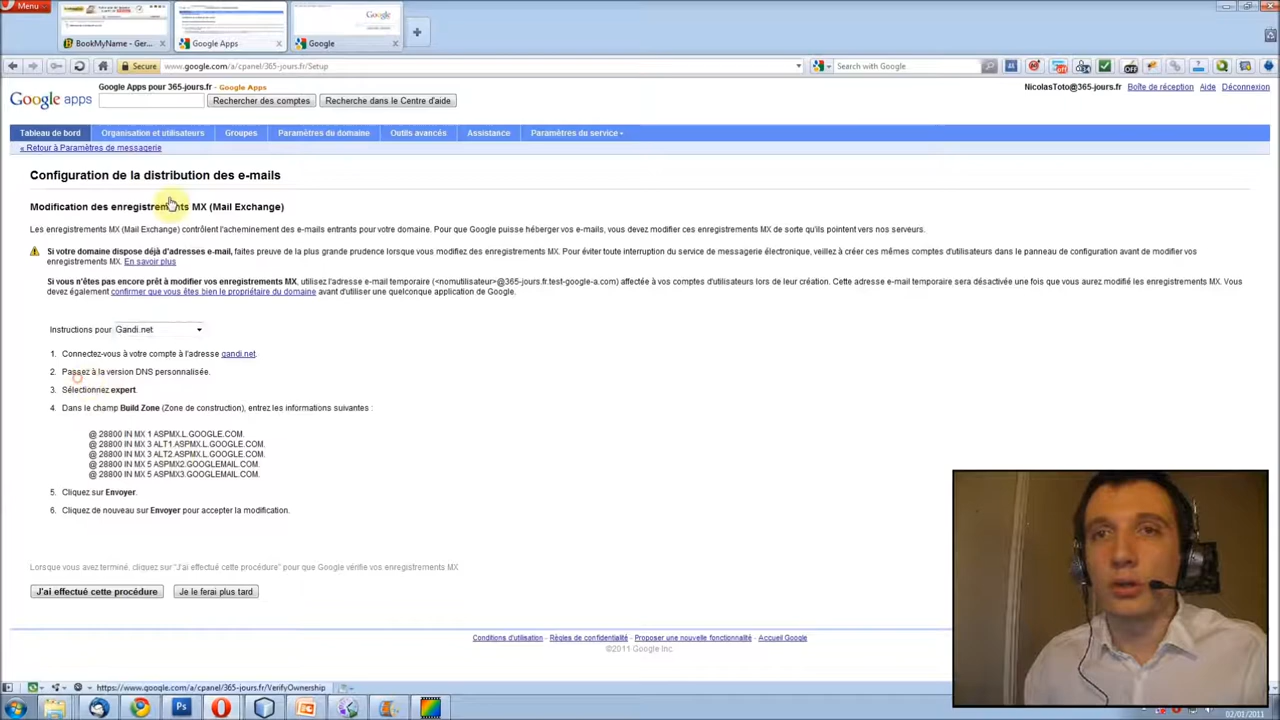 Menu
BookMyName - Ger...
Google Apps
Google
Secure
www.google.com/a/cpanel/365-jours.fr/Setup
Search with Google
Google apps
Google Apps pour 365-jours.fr - Google Apps
Rechercher des comptes
Recherche dans le Centre d'aide
NicolasToto@365-jours.fr
Boîte de réception
Aide
Déconnexion
Tableau de bord
Organisation et utilisateurs
Groupes
Paramètres du domaine
Outils avancés
Assistance
Paramètres du service
« Retour à Paramètres de messagerie
Configuration de la distribution des e-mails
Modification des enregistrements MX (Mail Exchange)
Les enregistrements MX (Mail Exchange) contrôlent l'acheminement des e-mails entrants pour votre domaine. Pour que Google puisse héberger vos e-mails, vous devez modifier ces enregistrements MX de sorte qu'ils pointent vers nos serveurs.
Si votre domaine dispose déjà d'adresses e-mail, faites preuve de la plus grande prudence lorsque vous modifiez des enregistrements MX. Pour éviter toute interruption du service de messagerie électronique, veillez à créer ces mêmes comptes d'utilisateurs dans le panneau de configuration avant de modifier vos
enregistrements MX. En savoir plus
Si vous n'êtes pas encore prêt à modifier vos enregistrements MX, utilisez l'adresse e-mail temporaire (<nomutilisateur>@365-jours.fr.test-google-a.com) affectée à vos comptes d'utilisateurs lors de leur création. Cette adresse e-mail temporaire sera désactivée une fois que vous aurez modifié les enregistrements MX. Vous
devez également confirmer que vous êtes bien le propriétaire du domaine avant d'utiliser une quelconque application de Google.
Instructions pour Gandi.net
1. Connectez-vous à votre compte à l'adresse gandi.net.
2. Passez à la version DNS personnalisée.
3. Sélectionnez expert.
4. Dans le champ Build Zone (Zone de construction), entrez les informations suivantes :
@ 28800 IN MX 1 ASPMX.L.GOOGLE.COM.
@ 28800 IN MX 3 ALT1.ASPMX.L.GOOGLE.COM.
@ 28800 IN MX 3 ALT2.ASPMX.L.GOOGLE.COM.
@ 28800 IN MX 5 ASPMX2.GOOGLEMAIL.COM.
@ 28800 IN MX 5 ASPMX3.GOOGLEMAIL.COM.
5. Cliquez sur Envoyer.
6. Cliquez de nouveau sur Envoyer pour accepter la modification.
Lorsque vous avez terminé, cliquez sur "J'ai effectué cette procédure" pour que Google vérifie vos enregistrements MX
J'ai effectué cette procédure
Je le ferai plus tard
Conditions d'utilisation - Règles de confidentialité - Proposer une nouvelle fonctionnalité - Accueil Google
©2011 Google Inc.
https://www.google.com/a/cpanel/365-jours.fr/VerifyOwnership
02/01/2011